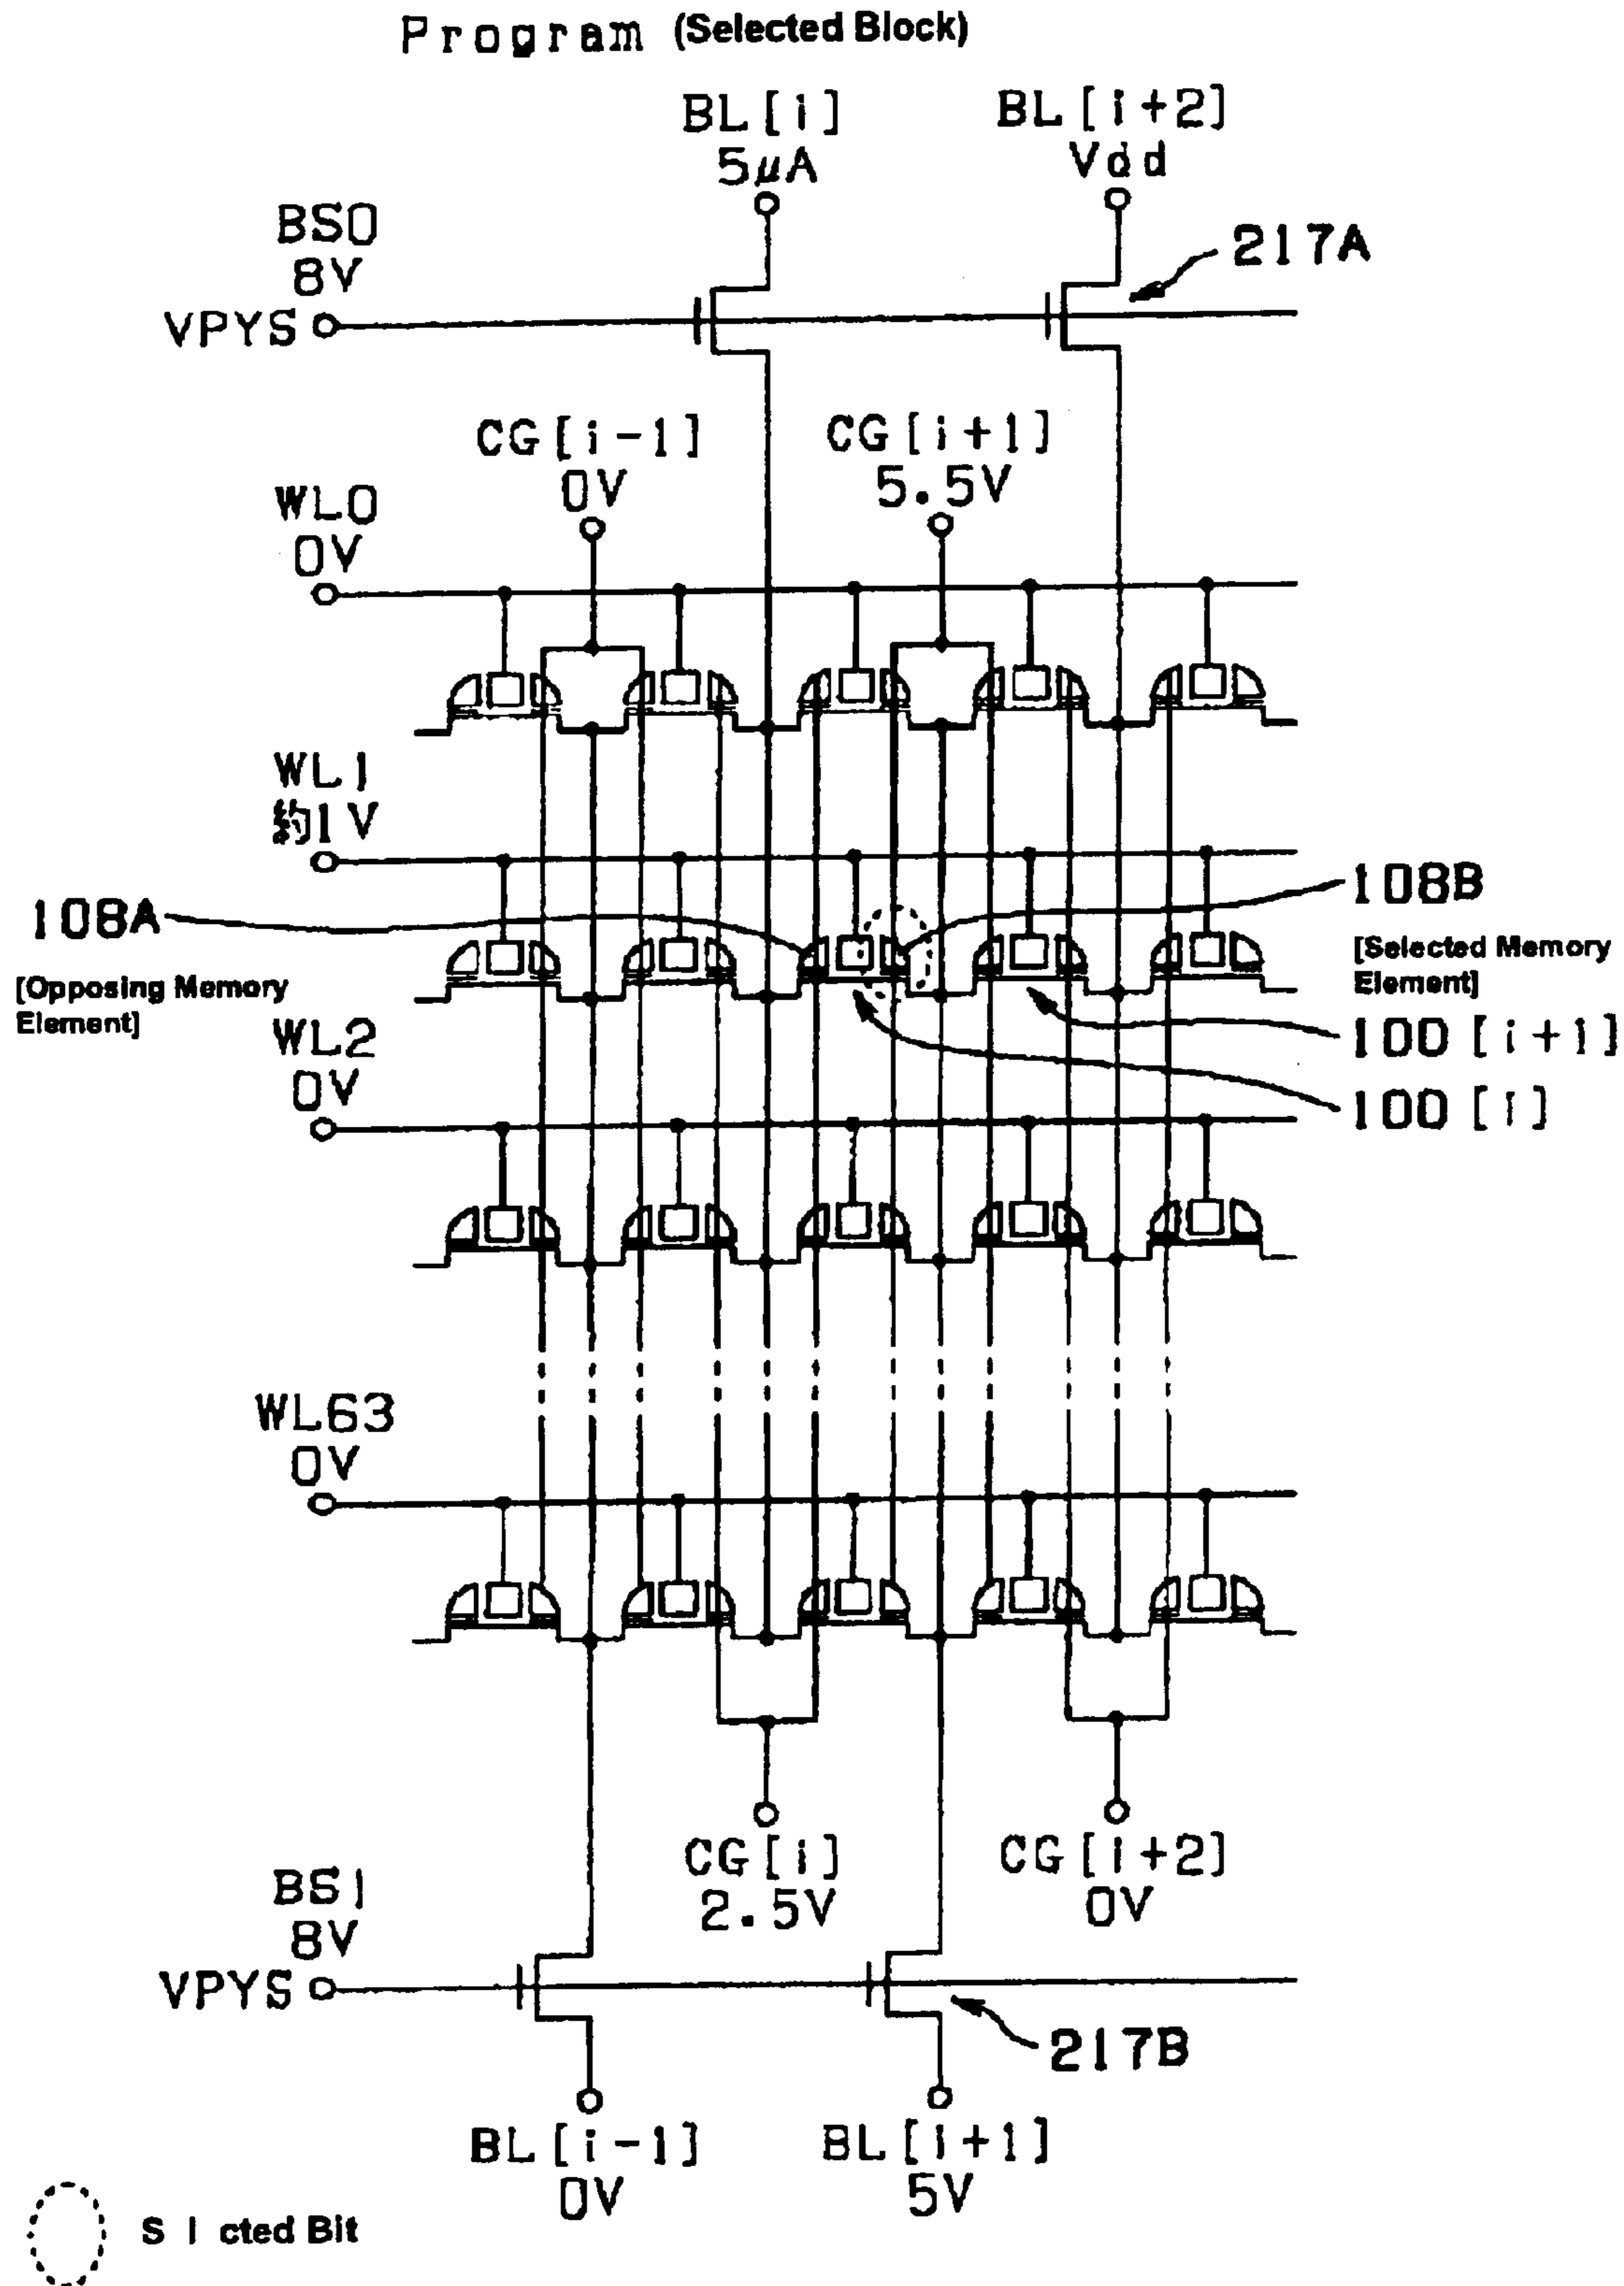 Program (Selected Block)
BL[i]
5μA
BL[i+2]
Vdd
BS0
8V
VPYS
217A
CG[i-1]
0V
CG[i+1]
5.5V
WL0
0V
WL1
約1V
108A
[Opposing Memory
Element]
108B
[Selected Memory
Element]
100[i+1]
100[i]
WL2
0V
WL63
0V
CG[i]
2.5V
CG[i+2]
0V
BS1
8V
VPYS
217B
BL[i-1]
0V
BL[i+1]
5V
S l cted Bit